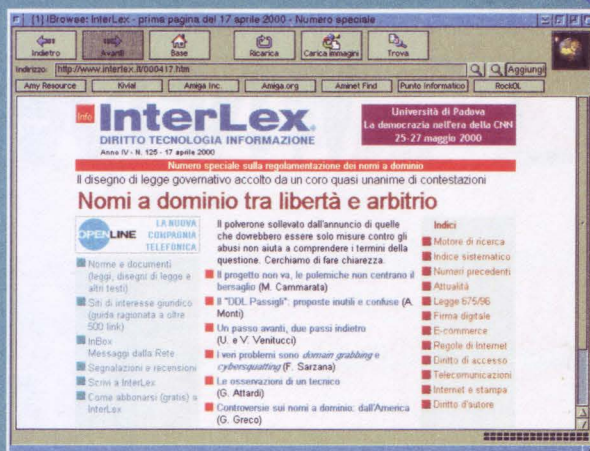 [1] IBrowse: InterLex - prima pagina del 17 aprile 2000 - Numero speciale
Indietro
Avanti
Base
Ricarica
Carica immagini
Trova
Indirizzo: http://www.interlex.it/000417.htm
Aggiungi
Amy Resource
Kivial
Amiga Inc.
Amiga.org
Aminet Find
Punto Informatico
RockOL
Info
InterLex
DIRITTO TECNOLOGIA INFORMAZIONE
Anno IV - N. 125 - 17 aprile 2000
Università di Padova
La democrazia nell'era della CNN
25-27 maggio 2000
Numero speciale sulla regolamentazione dei nomi a dominio
Il disegno di legge governativo accolto da un coro quasi unanime di contestazioni
Nomi a dominio tra libertà e arbitrio
OPENLINE
LA NUOVA
COMPAGNIA
TELEFONICA
Norme e documenti
(leggi, disegni di legge e
altri testi)
Siti di interesse giuridico
(guida ragionata a oltre
500 link)
InBox
Messaggi dalla Rete
Segnalazioni e recensioni
Scrivi a InterLex
Come abbonarsi (gratis) a
InterLex
Il polverone sollevato dall'annuncio di quelle
che dovrebbero essere solo misure contro gli
abusi non aiuta a comprendere i termini della
questione. Cerchiamo di fare chiarezza.
Il progetto non va, le polemiche non centrano il
bersaglio (M. Cammarata)
Il "DDL Passigli": proposte inutili e confuse (A.
Monti)
Un passo avanti, due passi indietro
(U. e V. Venitucci)
I veri problemi sono domain grabbing e
cybersquatting (F. Sarzana)
Le osservazioni di un tecnico
(G. Attardi)
Controversie sui nomi a dominio: dall'America
(G. Greco)
Indici
Motore di ricerca
Indice sistematico
Numeri precedenti
Attualità
Legge 675/96
Firma digitale
E-commerce
Regole di Internet
Diritto di accesso
Telecomunicazioni
Internet e stampa
Diritto d'autore